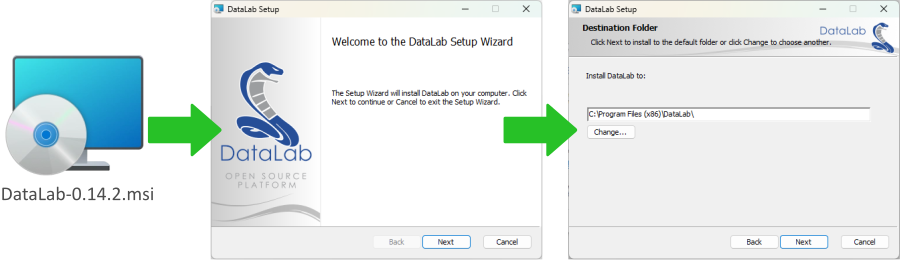 DataLab-0.14.2.msi
DataLab Setup
Welcome to the DataLab Setup Wizard
The Setup Wizard will install DataLab on your computer. Click
Next to continue or Cancel to exit the Setup Wizard.
DataLab
OPEN SOURCE
PLATFORM
Back
Next
Cancel
DataLab Setup
Destination Folder
Click Next to install to the default folder or click Change to choose another.
DataLab
Install DataLab to:
C:\Program Files (x86)\DataLab\
Change...
Back
Next
Cancel